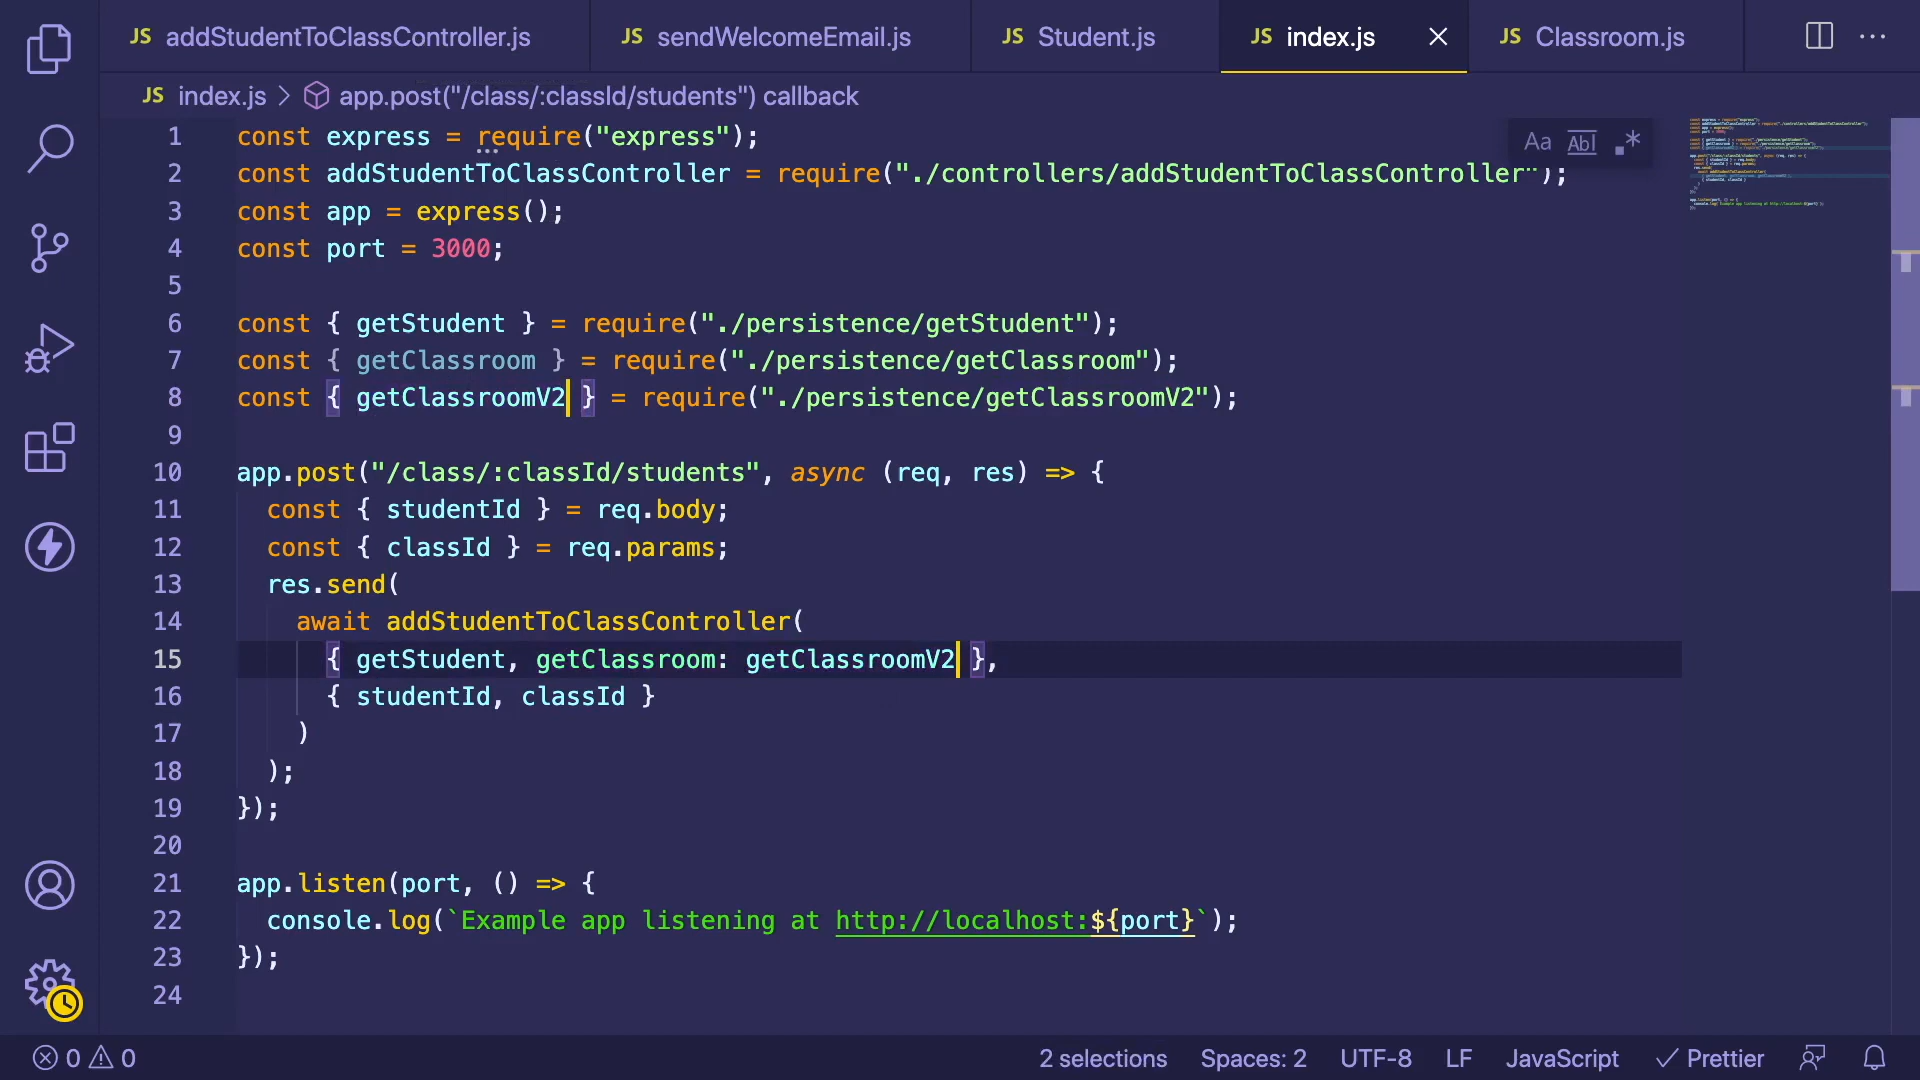 JS addStudentToClassController.js JS sendWelcomeEmail.js JS Student.js JS index.js JS Classroom.js
JS index.js > app.post("/class/:classId/students") callback
Aa Abl .*
1 const express = require("express");
2 const addStudentToClassController = require("./controllers/addStudentToClassController");
3 const app = express();
4 const port = 3000;
5
6 const { getStudent } = require("./persistence/getStudent");
7 const { getClassroom } = require("./persistence/getClassroom");
8 const { getClassroomV2 } = require("./persistence/getClassroomV2");
9
10 app.post("/class/:classId/students", async (req, res) => {
11 const { studentId } = req.body;
12 const { classId } = req.params;
13 res.send(
14 await addStudentToClassController(
15 { getStudent, getClassroom: getClassroomV2 },
16 { studentId, classId }
17 )
18 );
19 });
20
21 app.listen(port, () => {
22 console.log(`Example app listening at http://localhost:${port}`);
23 });
24
0 0 2 selections Spaces: 2 UTF-8 LF JavaScript Prettier